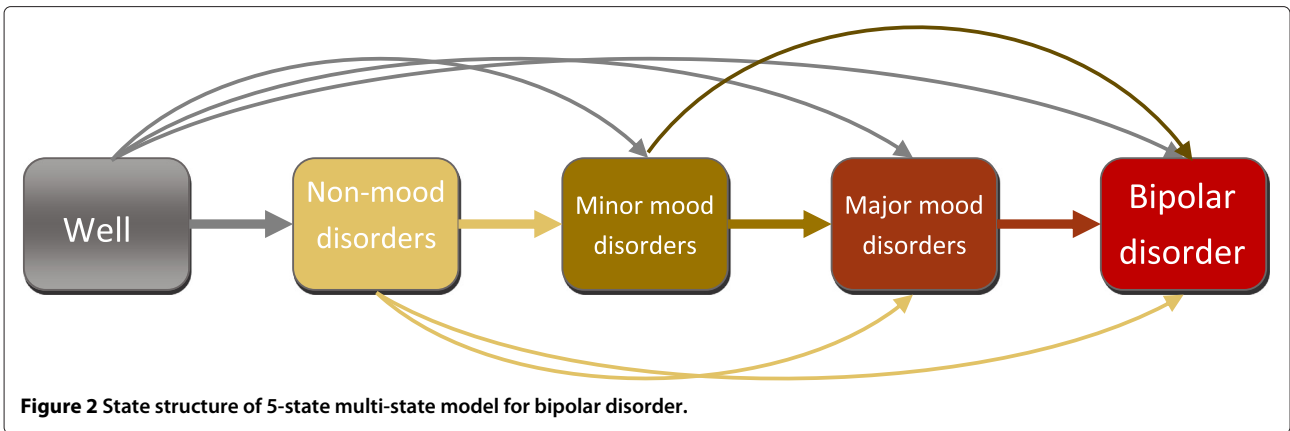 Well
Non-mood
disorders
Minor mood
disorders
Major mood
disorders
Bipolar
disorder
Figure 2 State structure of 5-state multi-state model for bipolar disorder.